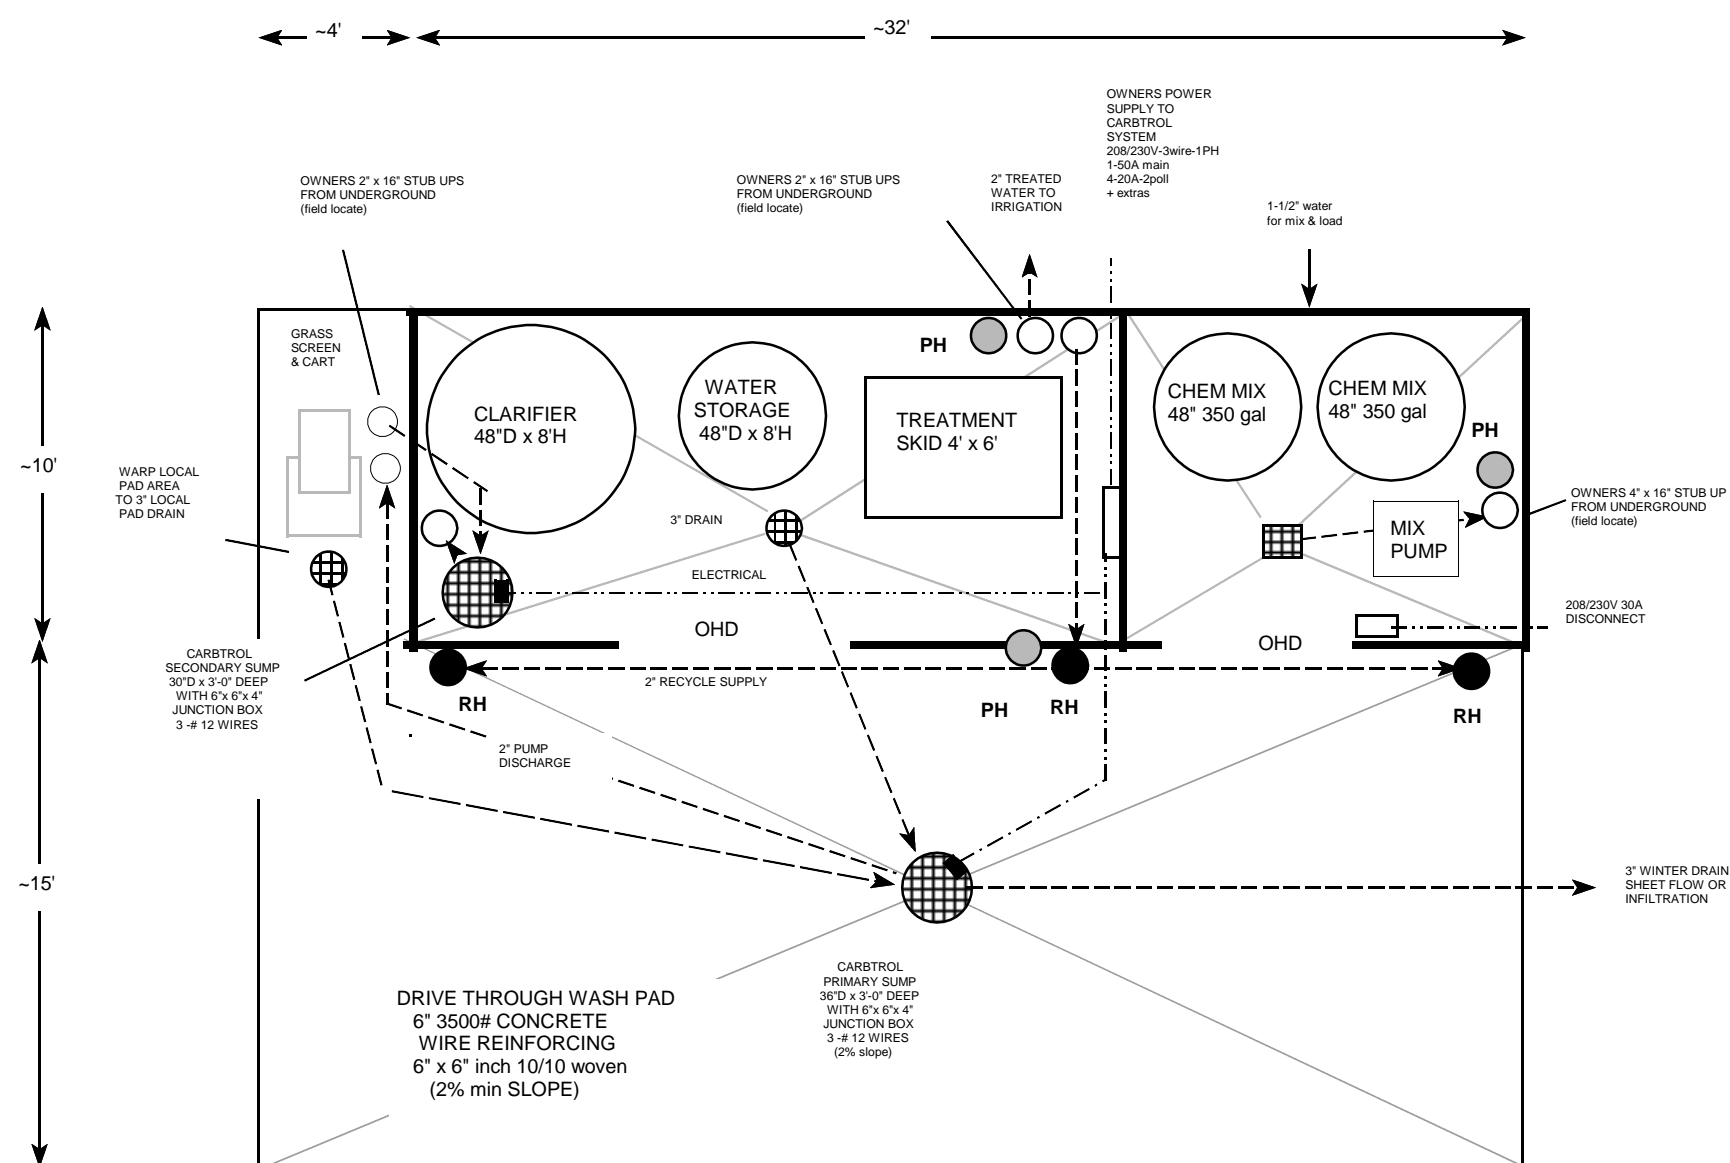 ~4'
~32'
OWNERS POWER
SUPPLY TO
CARBTROL
SYSTEM
208/230V-3wire-1PH
1-50A main
4-20A-2poll
+ extras
OWNERS 2" x 16" STUB UPS
FROM UNDERGROUND
(field locate)
OWNERS 2" x 16" STUB UPS
FROM UNDERGROUND
(field locate)
2" TREATED
WATER TO
IRRIGATION
1-1/2" water
for mix & load
GRASS
SCREEN
& CART
PH
CLARIFIER
48"D x 8'H
WATER
STORAGE
48"D x 8'H
TREATMENT
SKID 4' x 6'
CHEM MIX
48" 350 gal
CHEM MIX
48" 350 gal
PH
~10'
WARP LOCAL
PAD AREA
TO 3" LOCAL
PAD DRAIN
3" DRAIN
MIX
PUMP
OWNERS 4" x 16" STUB UP
FROM UNDERGROUND
(field locate)
ELECTRICAL
OHD
OHD
208/230V 30A
DISCONNECT
CARBTROL
SECONDARY SUMP
30"D x 3'-0" DEEP
WITH 6"x 6"x 4"
JUNCTION BOX
3 -# 12 WIRES
RH
2" RECYCLE SUPPLY
PH
RH
RH
2" PUMP
DISCHARGE
~15'
3" WINTER DRAIN
SHEET FLOW OR
INFILTRATION
CARBTROL
PRIMARY SUMP
36"D x 3'-0" DEEP
WITH 6"x 6"x 4"
JUNCTION BOX
3 -# 12 WIRES
(2% slope)
DRIVE THROUGH WASH PAD
6" 3500# CONCRETE
WIRE REINFORCING
6" x 6" inch 10/10 woven
(2% min SLOPE)